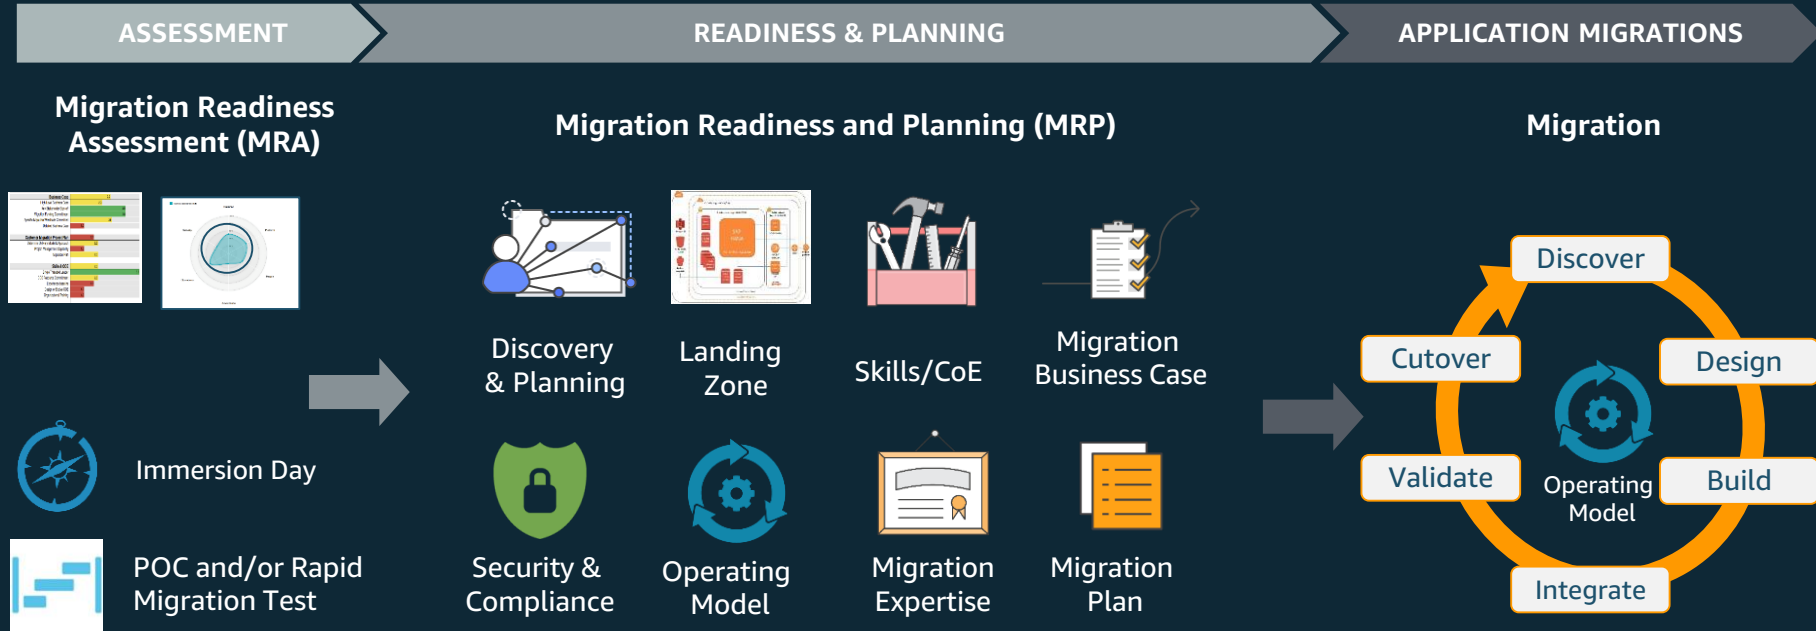 ASSESSMENT
READINESS & PLANNING
APPLICATION MIGRATIONS
Migration Readiness
Assessment (MRA)
Migration Readiness and Planning (MRP)
Migration
Discovery
& Planning
Landing
Zone
Skills/CoE
Migration
Business Case
Immersion Day
POC and/or Rapid
Migration Test
Security &
Compliance
Operating
Model
Migration
Expertise
Migration
Plan
Discover
Design
Build
Integrate
Validate
Cutover
Operating
Model